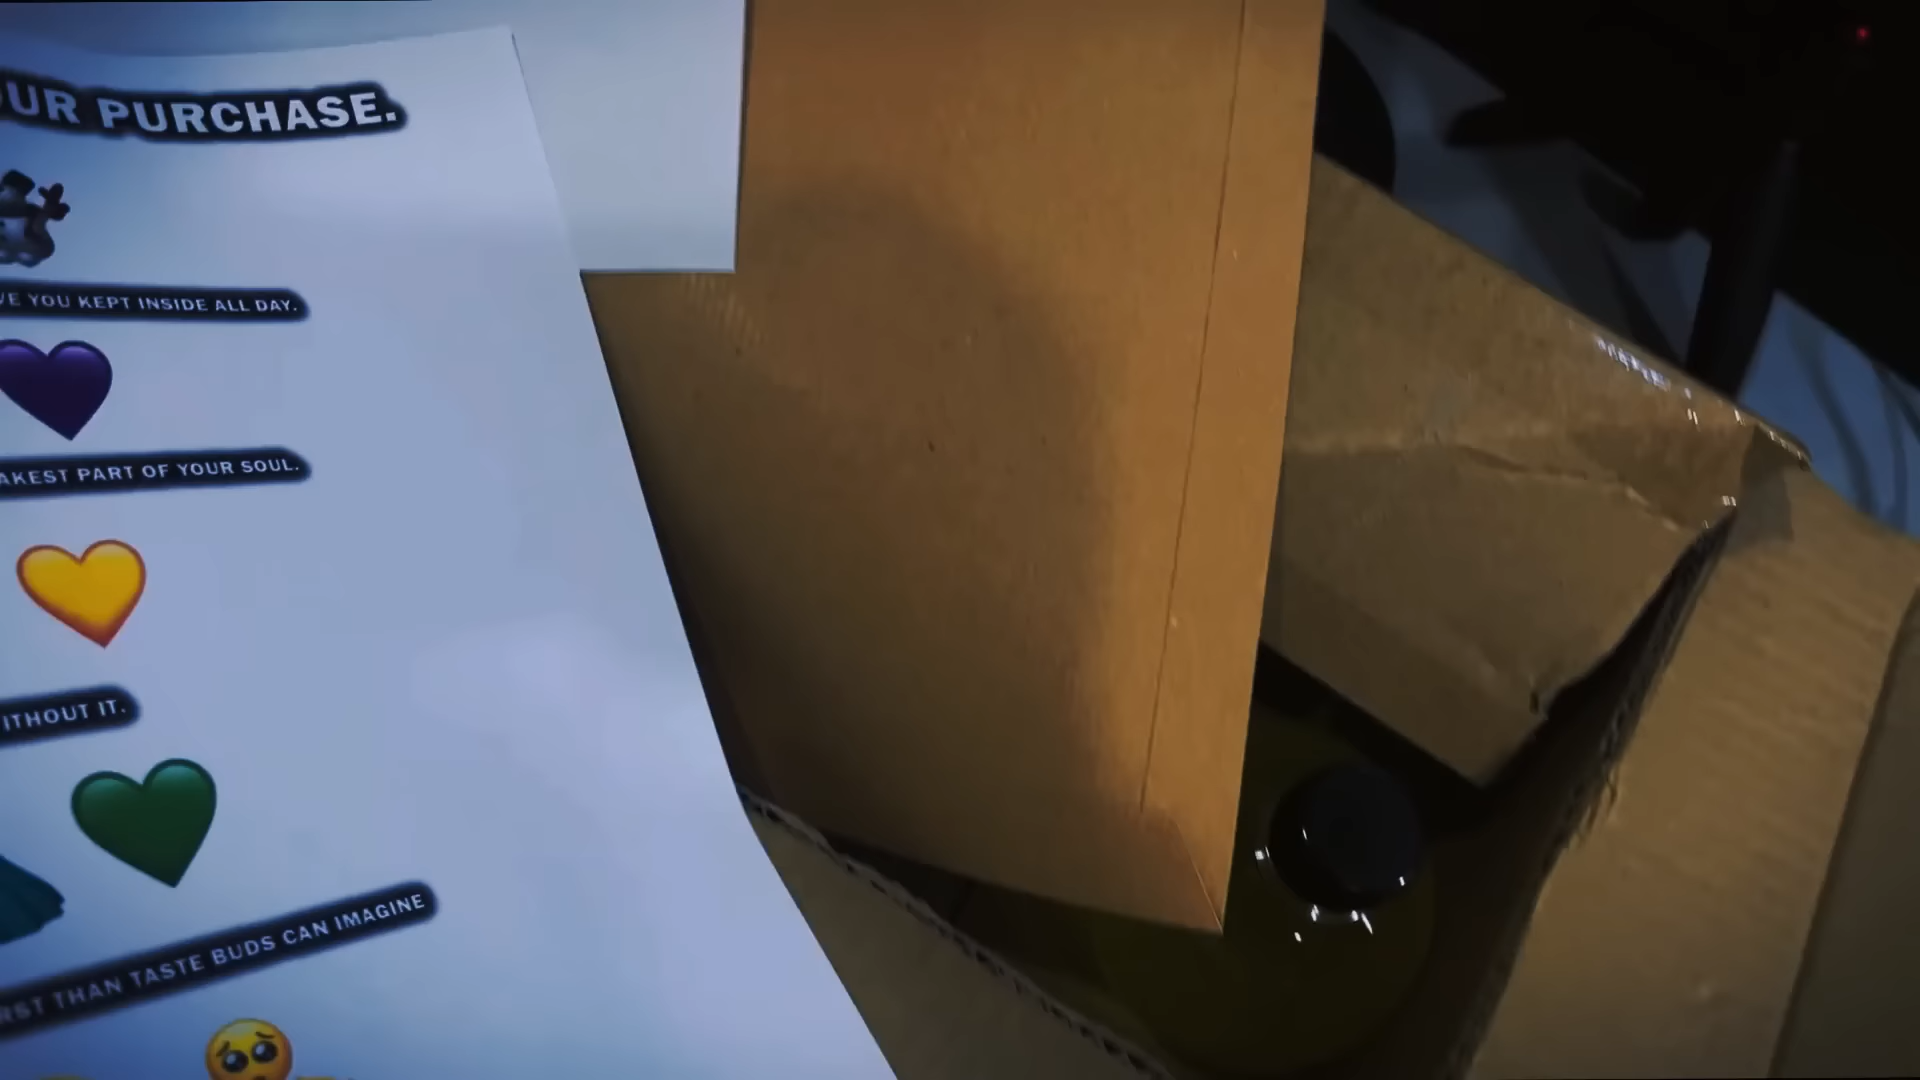 UR PURCHASE.
VE YOU KEPT INSIDE ALL DAY.
AKEST PART OF YOUR SOUL.
ITHOUT IT.
RST THAN TASTE BUDS CAN IMAGINE